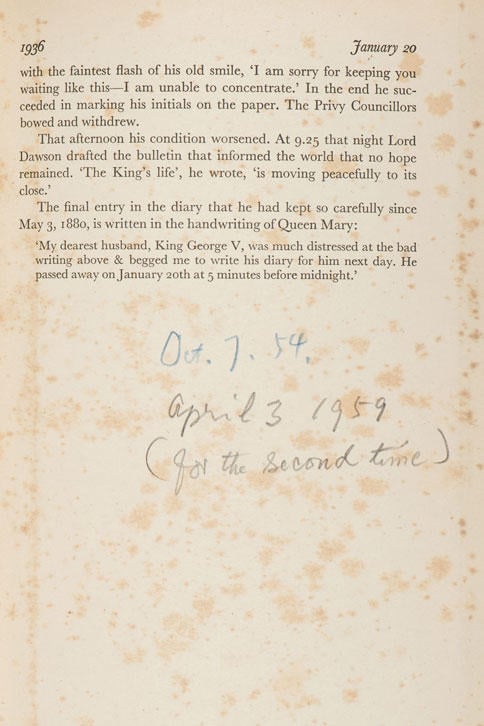 1936 January 20
with the faintest flash of his old smile, ‘I am sorry for keeping you
waiting like this—I am unable to concentrate.’ In the end he suc-
ceeded in marking his initials on the paper. The Privy Councillors
bowed and withdrew.
That afternoon his condition worsened. At 9.25 that night Lord
Dawson drafted the bulletin that informed the world that no hope
remained. ‘The King’s life’, he wrote, ‘is moving peacefully to its
close.’
The final entry in the diary that he had kept so carefully since
May 3, 1880, is written in the handwriting of Queen Mary:
‘My dearest husband, King George V, was much distressed at the bad
writing above & begged me to write his diary for him next day. He
passed away on January 20th at 5 minutes before midnight.’
Oct. 7. 54.
April 3 1959
(for the second time)